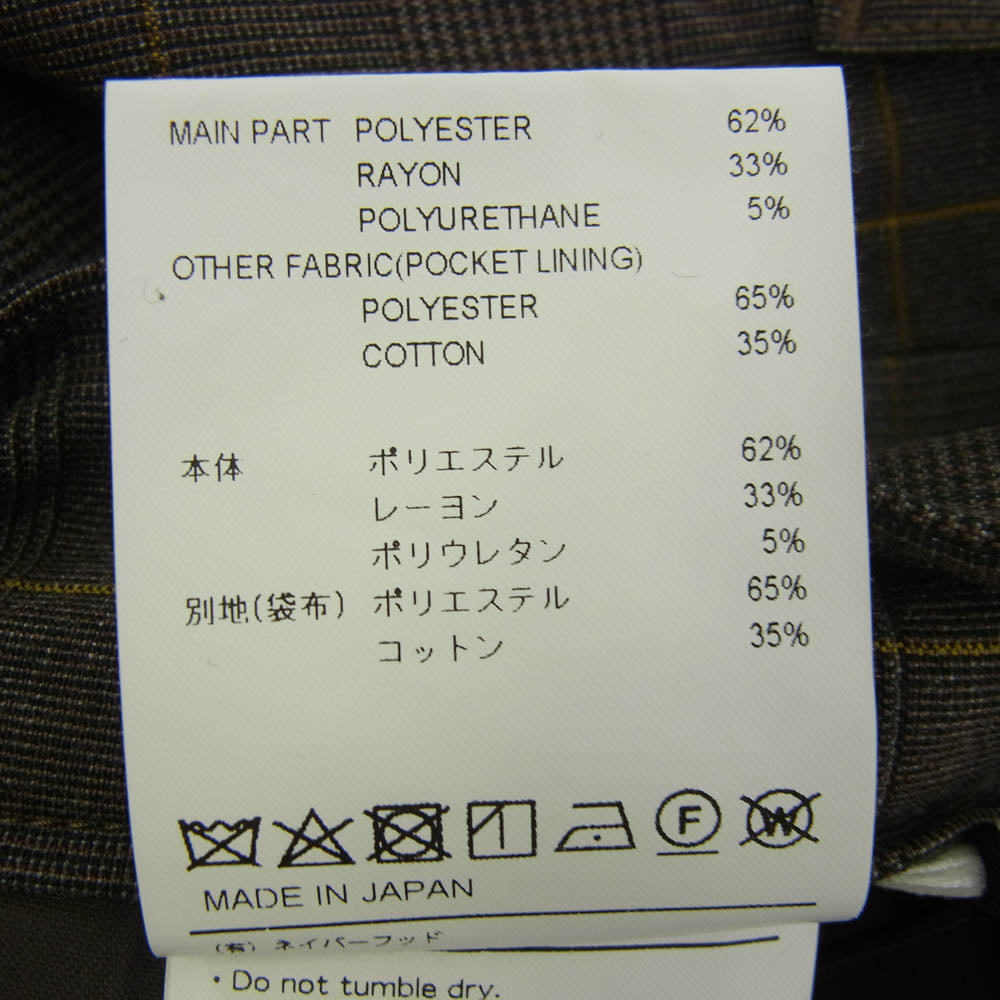 MAIN PART POLYESTER 62%
RAYON 33%
POLYURETHANE 5%
OTHER FABRIC(POCKET LINING)
POLYESTER 65%
COTTON 35%
本体 ポリエステル 62%
レーヨン 33%
ポリウレタン 5%
別地(袋布) ポリエステル 65%
コットン 35%
F W
MADE IN JAPAN
(有) ネイバーフッド
・Do not tumble dry.